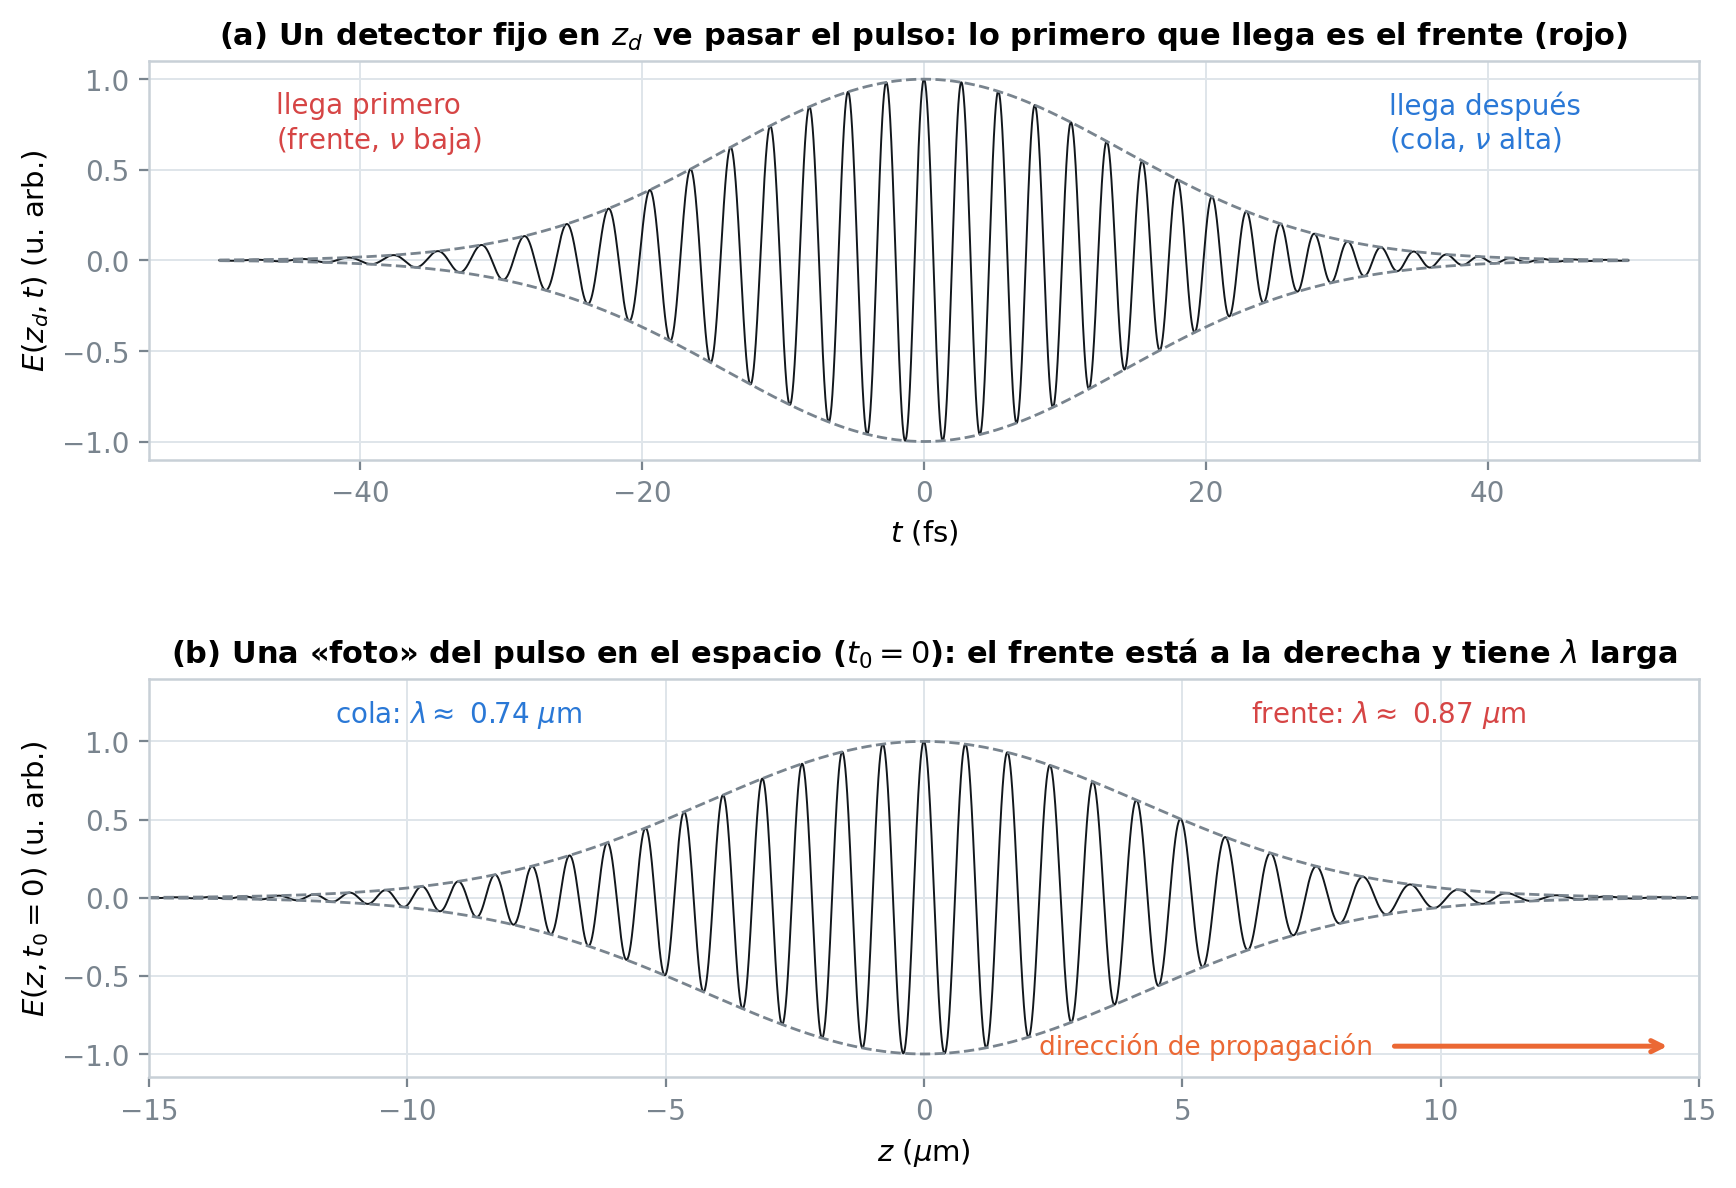 (a) Un detector fijo en z_d ve pasar el pulso: lo primero que llega es el frente (rojo)
E(z_d, t) (u. arb.)
1.0
0.5
0.0
−0.5
−1.0
llega primero
(frente, ν baja)
llega después
(cola, ν alta)
−40 −20 0 20 40
t (fs)
(b) Una «foto» del pulso en el espacio (t₀ = 0): el frente está a la derecha y tiene λ larga
E(z, t₀ = 0) (u. arb.)
1.0
0.5
0.0
−0.5
−1.0
cola: λ ≈ 0.74 μm
frente: λ ≈ 0.87 μm
dirección de propagación
−15 −10 −5 0 5 10 15
z (μm)